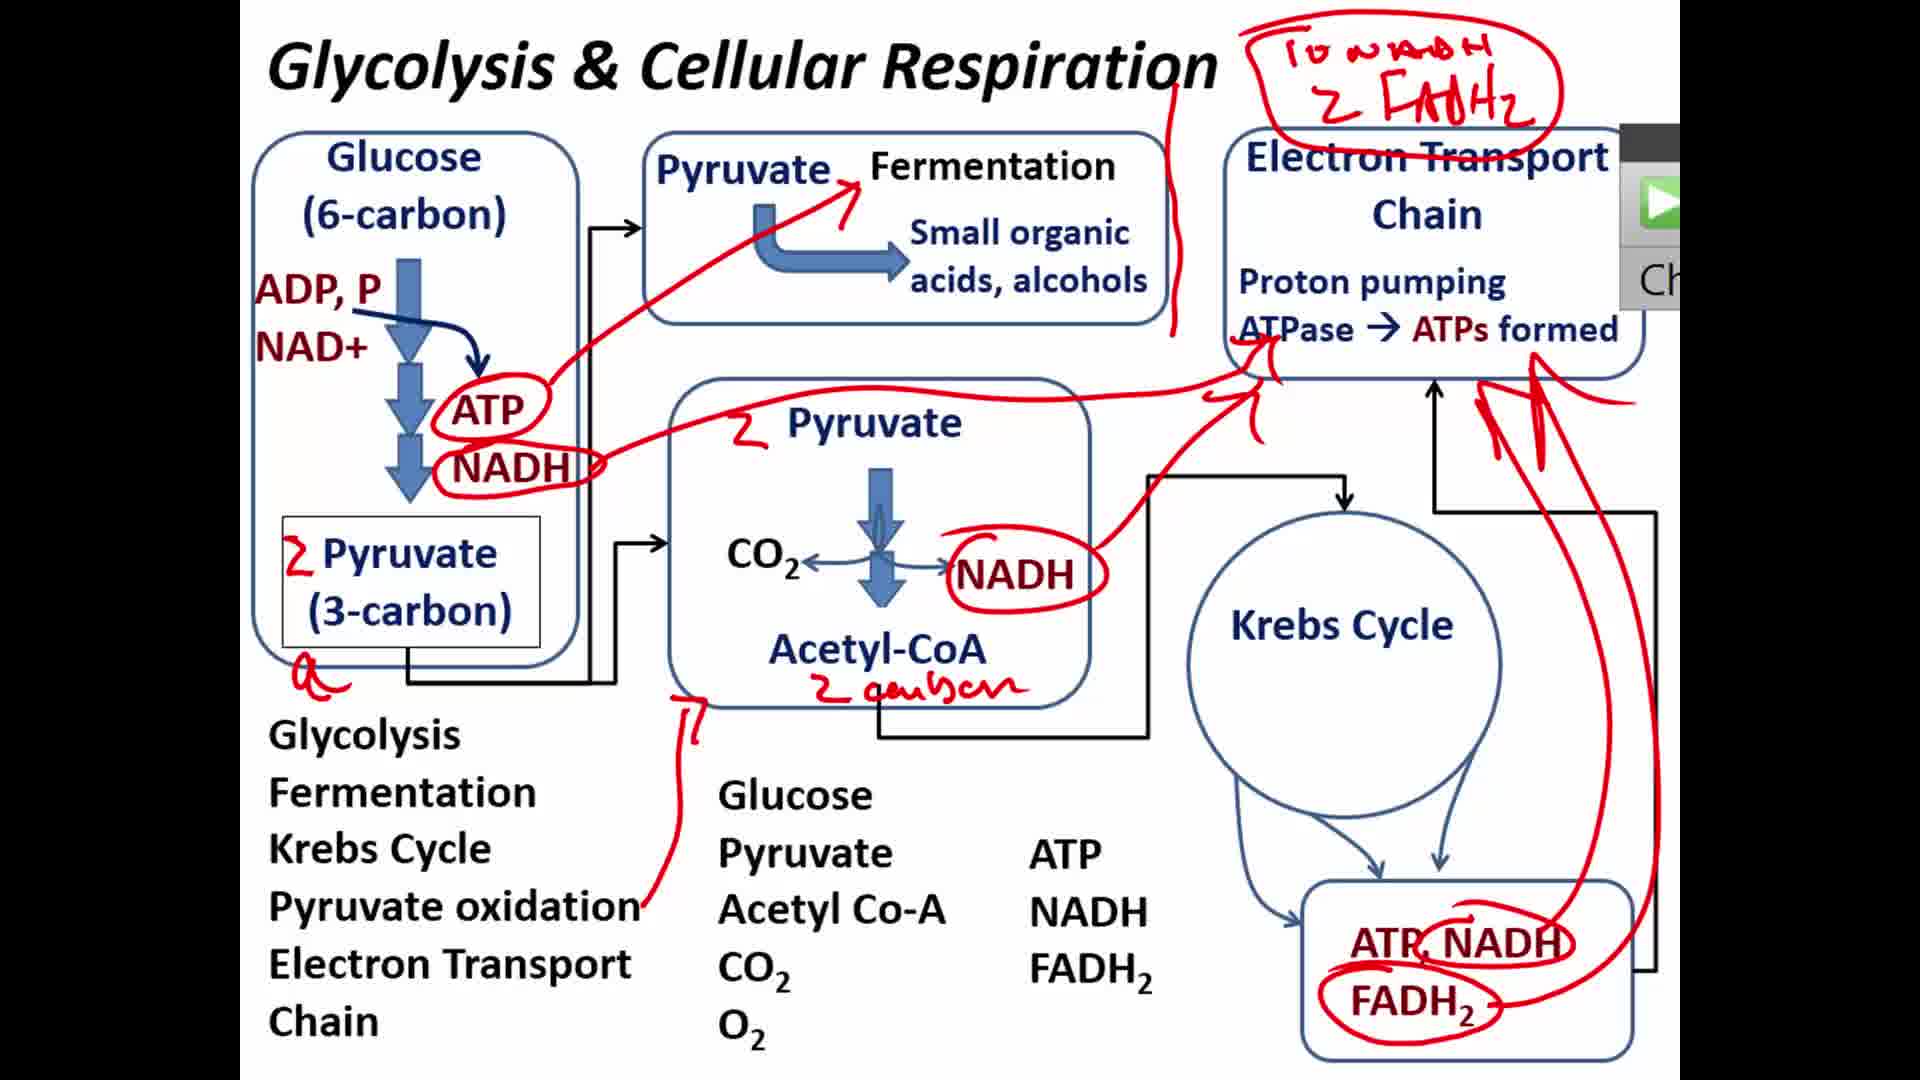 Glycolysis & Cellular Respiration
10 NADH
2 FADH2
Glucose
(6-carbon)
ADP, P
NAD+
ATP
NADH
2 Pyruvate
(3-carbon)
Pyruvate
Fermentation
Small organic
acids, alcohols
2 Pyruvate
CO2
NADH
Acetyl-CoA
2 carbon
Electron Transport
Chain
Proton pumping
ATPase → ATPs formed
Krebs Cycle
ATP, NADH
FADH2
Glycolysis
Fermentation
Krebs Cycle
Pyruvate oxidation
Electron Transport
Chain
Glucose
Pyruvate
Acetyl Co-A
CO2
O2
ATP
NADH
FADH2
Ch